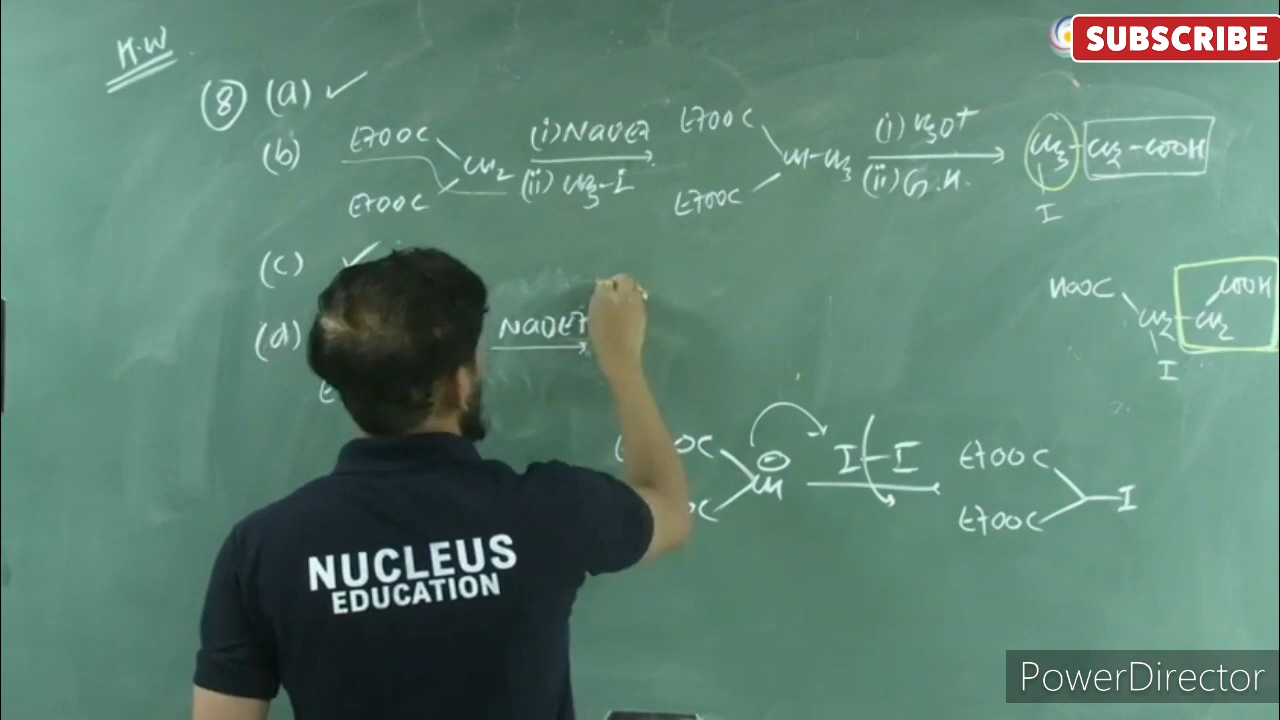 SUBSCRIBE
H.W
(8) (a) ✓
(b) EtOOC EtOOC CH2 (i) NaOEt (ii) CH3-I EtOOC EtOOC CH-CH3 (i) H3O+ (ii) G.H. CH3-CH2-COOH
I
(c) ✓
HOOC CH2-CH2 COOH
I
(d) NaOEt
CH ⊖ I-I EtOOC EtOOC I
NUCLEUS
EDUCATION
PowerDirector